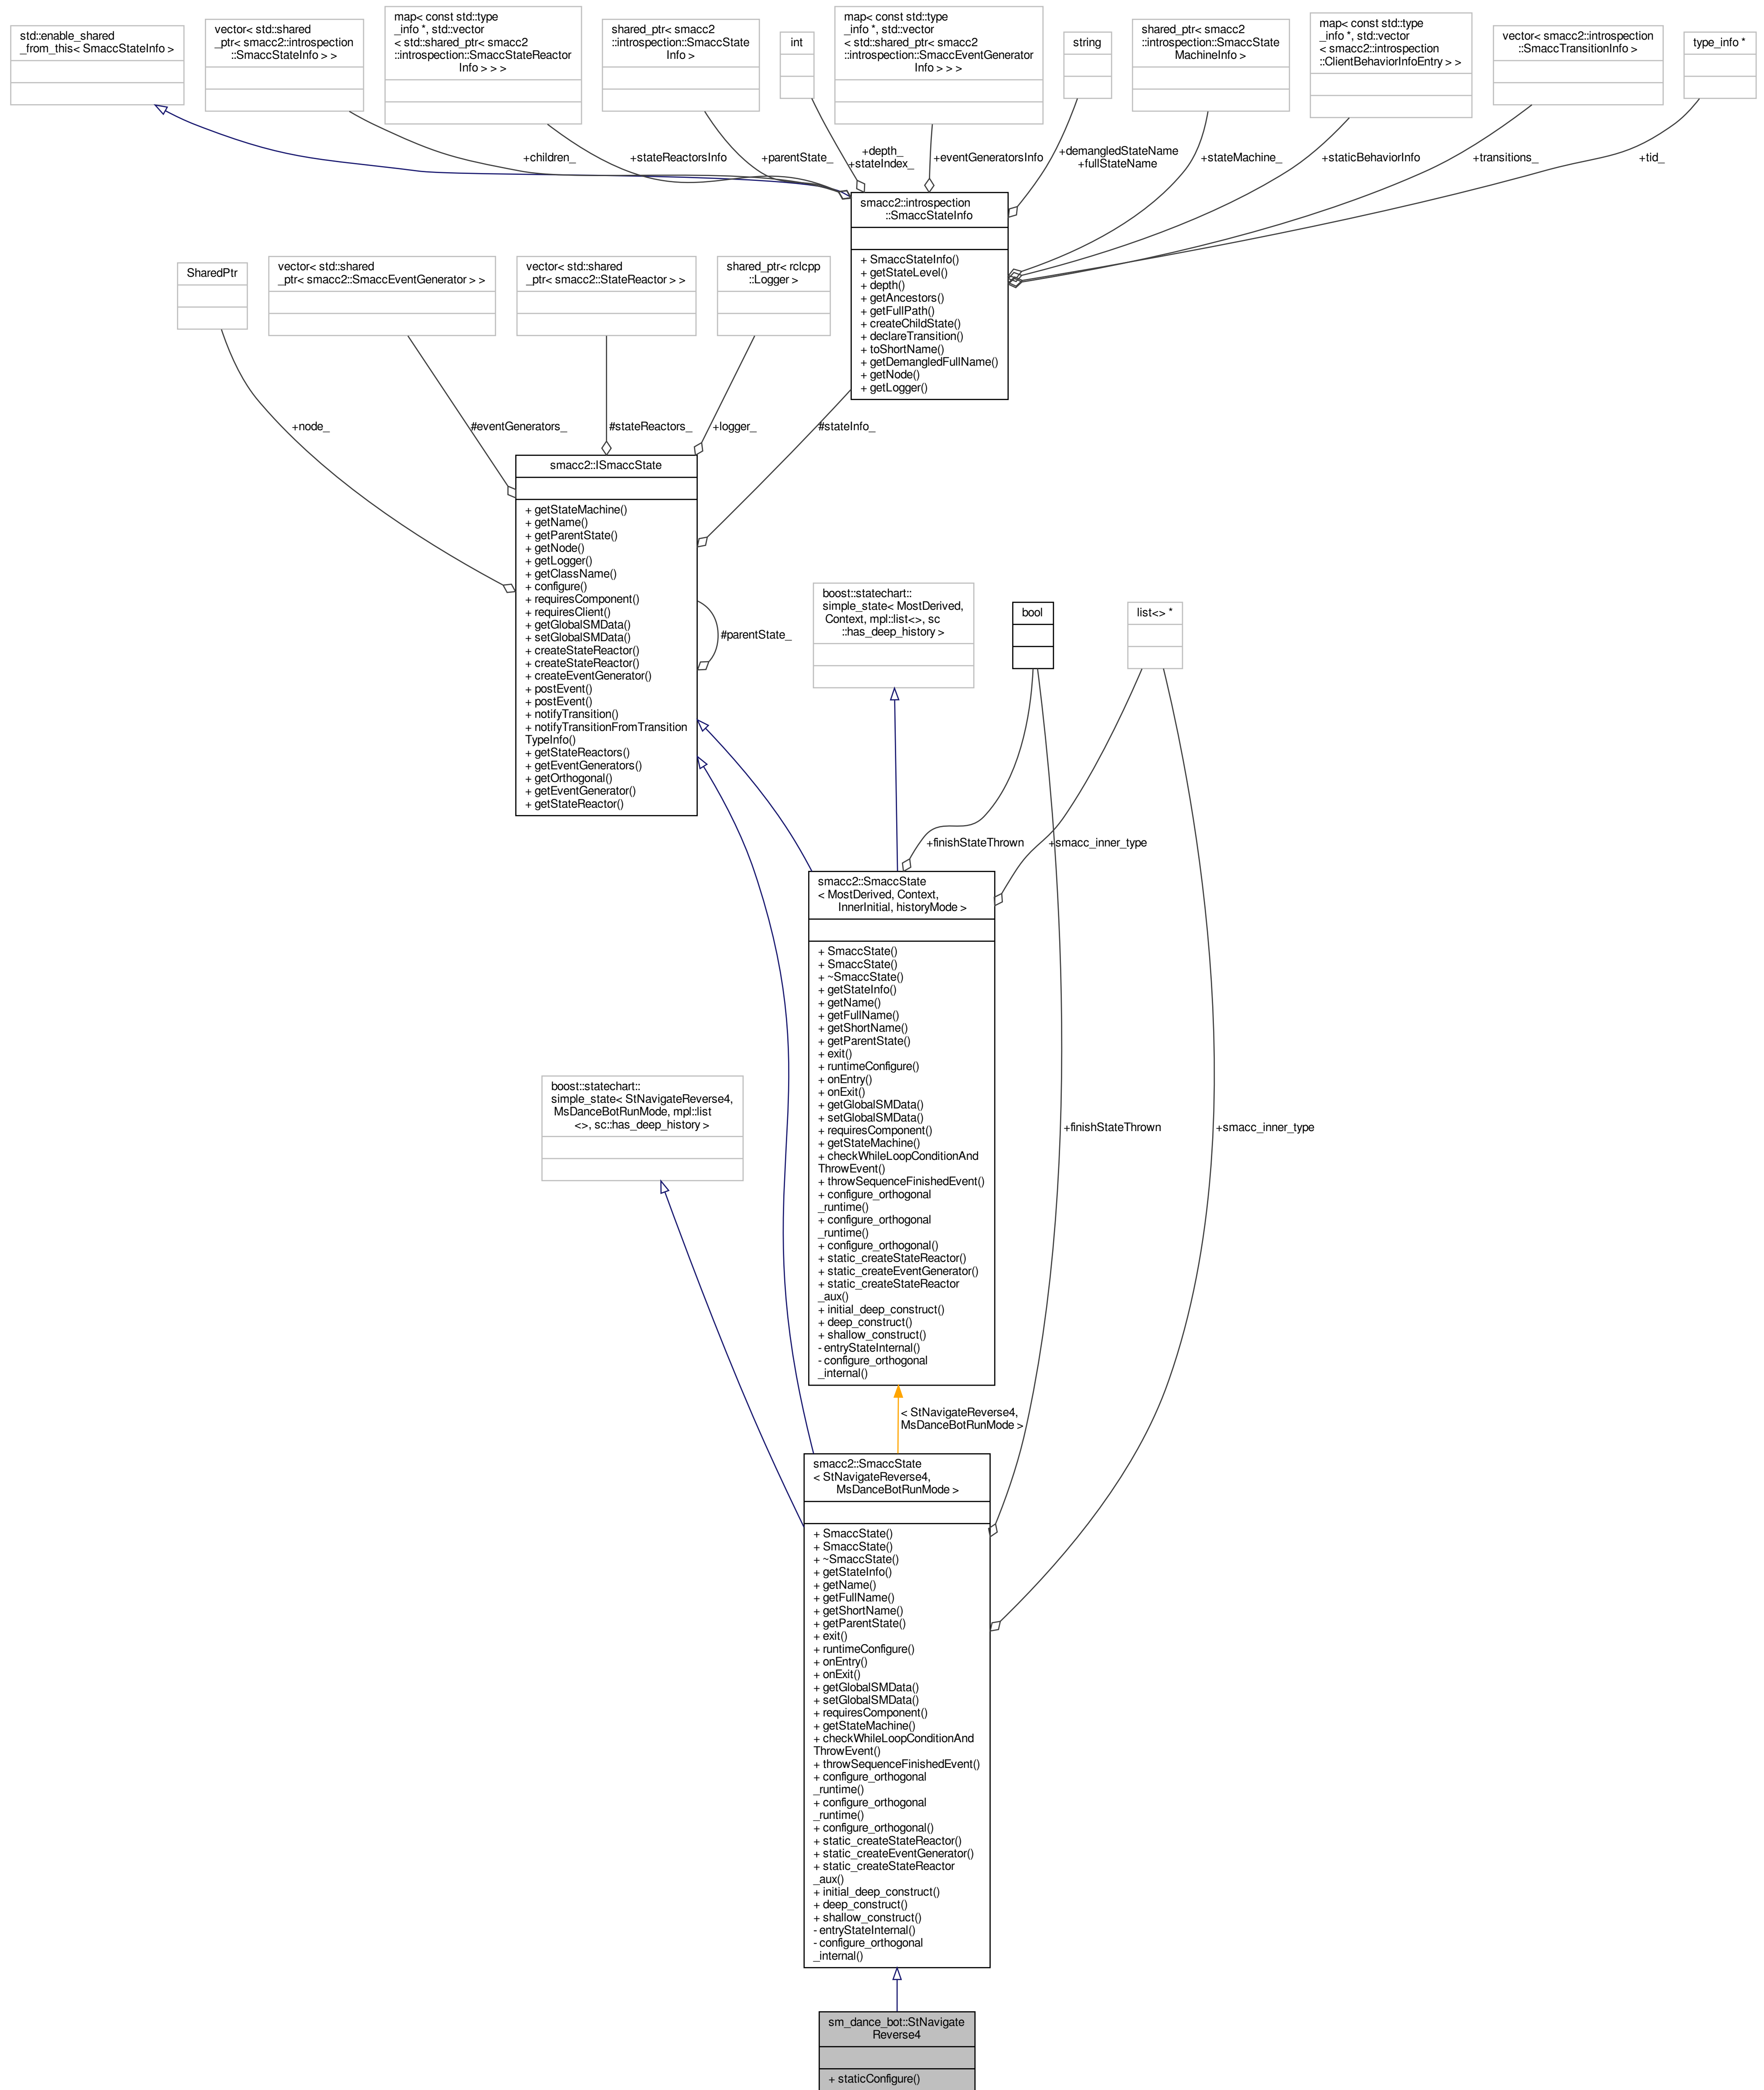 std::enable_shared
_from_this< SmaccStateInfo >
vector< std::shared
_ptr< smacc2::introspection
::SmaccStateInfo > >
map< const std::type
_info *, std::vector
< std::shared_ptr< smacc2
::introspection::SmaccStateReactor
Info > > >
shared_ptr< smacc2
::introspection::SmaccState
Info >
int
map< const std::type
_info *, std::vector
< std::shared_ptr< smacc2
::introspection::SmaccEventGenerator
Info > > >
string
shared_ptr< smacc2
::introspection::SmaccState
MachineInfo >
map< const std::type
_info *, std::vector
< smacc2::introspection
::ClientBehaviorInfoEntry > >
vector< smacc2::introspection
::SmaccTransitionInfo >
type_info *
+children_
+stateReactorsInfo
+parentState_
+depth_
+stateIndex_
+eventGeneratorsInfo
+demangledStateName
+fullStateName
+stateMachine_
+staticBehaviorInfo
+transitions_
+tid_
smacc2::introspection
::SmaccStateInfo
+ SmaccStateInfo()
+ getStateLevel()
+ depth()
+ getAncestors()
+ getFullPath()
+ createChildState()
+ declareTransition()
+ toShortName()
+ getDemangledFullName()
+ getNode()
+ getLogger()
SharedPtr
vector< std::shared
_ptr< smacc2::SmaccEventGenerator > >
vector< std::shared
_ptr< smacc2::StateReactor > >
shared_ptr< rclcpp
::Logger >
+node_
#eventGenerators_
#stateReactors_
+logger_
#stateInfo_
smacc2::ISmaccState
+ getStateMachine()
+ getName()
+ getParentState()
+ getNode()
+ getLogger()
+ getClassName()
+ configure()
+ requiresComponent()
+ requiresClient()
+ getGlobalSMData()
+ setGlobalSMData()
+ createStateReactor()
+ createStateReactor()
+ createEventGenerator()
+ postEvent()
+ postEvent()
+ notifyTransition()
+ notifyTransitionFromTransition
TypeInfo()
+ getStateReactors()
+ getEventGenerators()
+ getOrthogonal()
+ getEventGenerator()
+ getStateReactor()
#parentState_
boost::statechart::
simple_state< MostDerived,
Context, mpl::list<>, sc
::has_deep_history >
bool
list<> *
+finishStateThrown
+smacc_inner_type
smacc2::SmaccState
< MostDerived, Context,
InnerInitial, historyMode >
+ SmaccState()
+ SmaccState()
+ ~SmaccState()
+ getStateInfo()
+ getName()
+ getFullName()
+ getShortName()
+ getParentState()
+ exit()
+ runtimeConfigure()
+ onEntry()
+ onExit()
+ getGlobalSMData()
+ setGlobalSMData()
+ requiresComponent()
+ getStateMachine()
+ checkWhileLoopConditionAnd
ThrowEvent()
+ throwSequenceFinishedEvent()
+ configure_orthogonal
_runtime()
+ configure_orthogonal
_runtime()
+ configure_orthogonal()
+ static_createStateReactor()
+ static_createEventGenerator()
+ static_createStateReactor
_aux()
+ initial_deep_construct()
+ deep_construct()
+ shallow_construct()
- entryStateInternal()
- configure_orthogonal
_internal()
boost::statechart::
simple_state< StNavigateReverse4,
MsDanceBotRunMode, mpl::list
<>, sc::has_deep_history >
+finishStateThrown
+smacc_inner_type
< StNavigateReverse4,
MsDanceBotRunMode >
smacc2::SmaccState
< StNavigateReverse4,
MsDanceBotRunMode >
+ SmaccState()
+ SmaccState()
+ ~SmaccState()
+ getStateInfo()
+ getName()
+ getFullName()
+ getShortName()
+ getParentState()
+ exit()
+ runtimeConfigure()
+ onEntry()
+ onExit()
+ getGlobalSMData()
+ setGlobalSMData()
+ requiresComponent()
+ getStateMachine()
+ checkWhileLoopConditionAnd
ThrowEvent()
+ throwSequenceFinishedEvent()
+ configure_orthogonal
_runtime()
+ configure_orthogonal
_runtime()
+ configure_orthogonal()
+ static_createStateReactor()
+ static_createEventGenerator()
+ static_createStateReactor
_aux()
+ initial_deep_construct()
+ deep_construct()
+ shallow_construct()
- entryStateInternal()
- configure_orthogonal
_internal()
sm_dance_bot::StNavigate
Reverse4
+ staticConfigure()